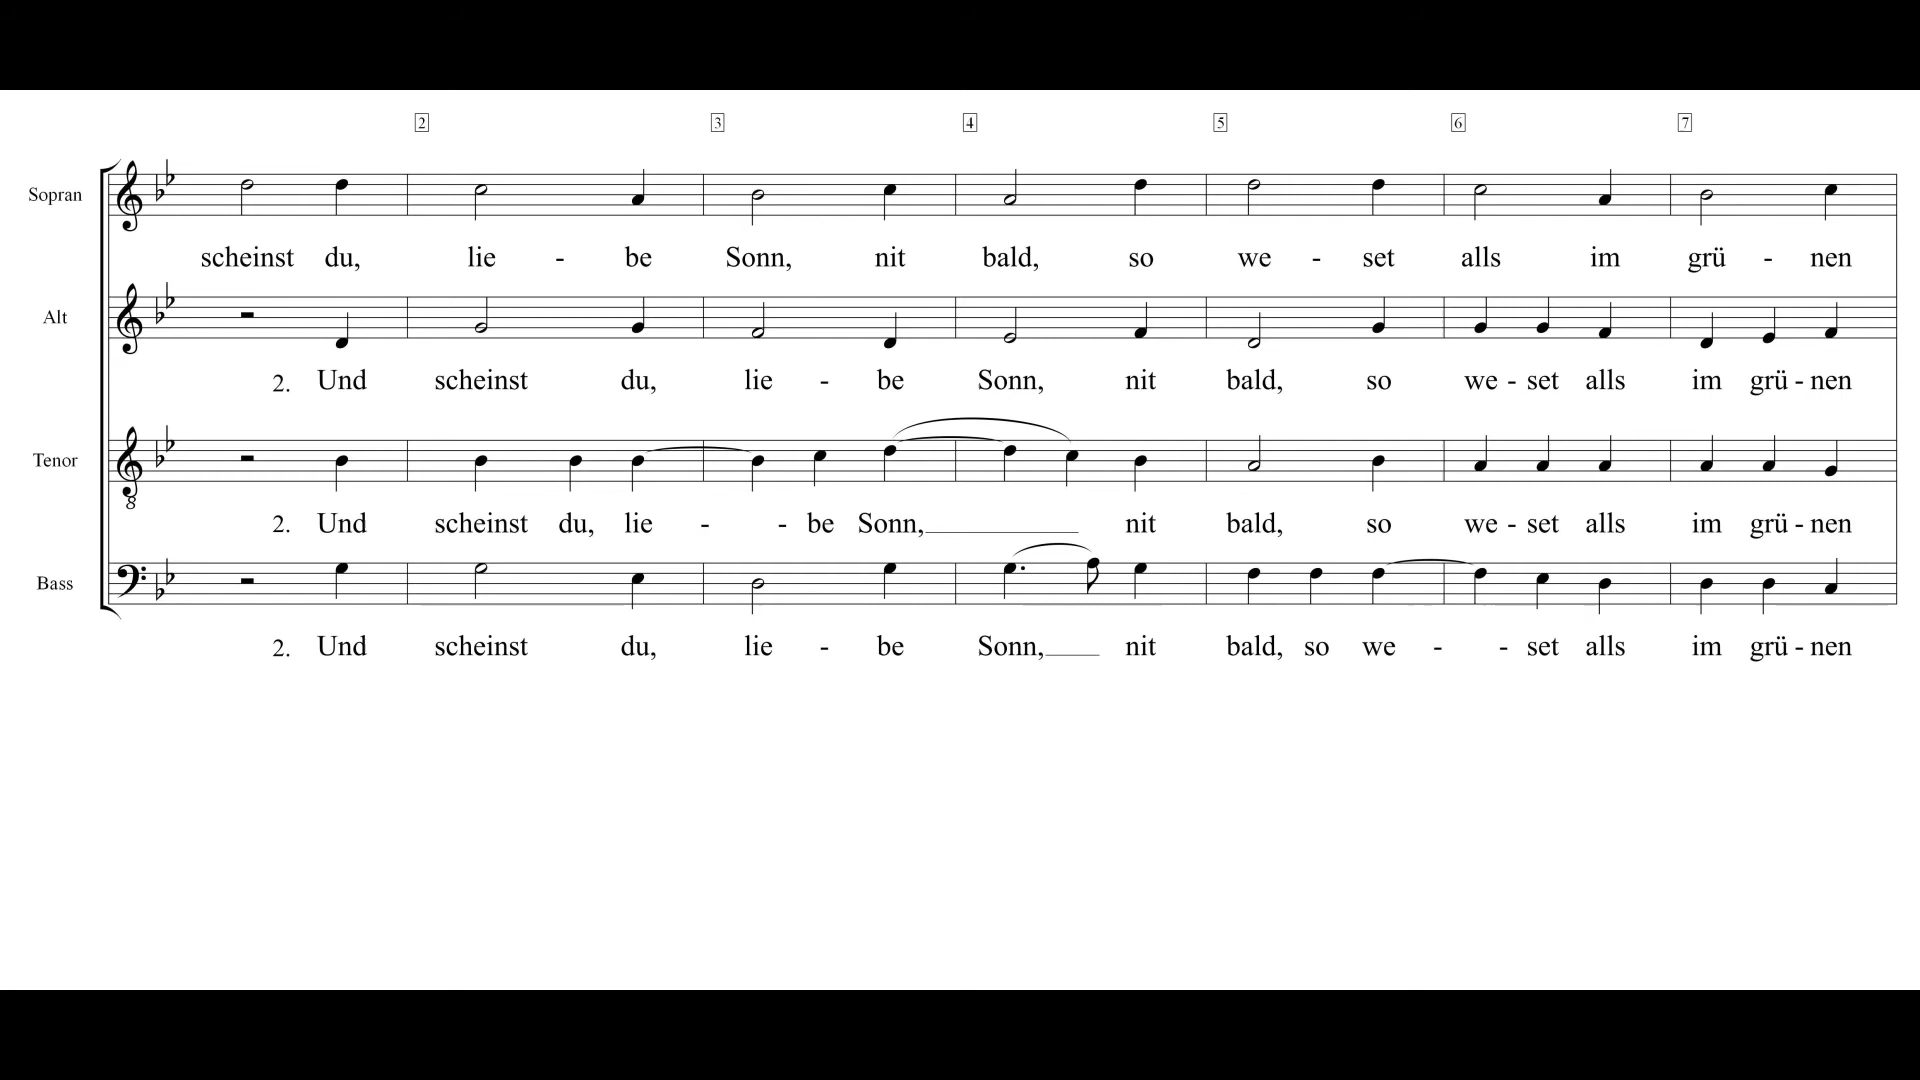 2 3 4 5 6 7
Sopran
scheinst du, lie - be Sonn, nit bald, so we - set alls im grü - nen
Alt
2. Und scheinst du, lie - be Sonn, nit bald, so we - set alls im grü - nen
Tenor
8
2. Und scheinst du, lie - - be Sonn, nit bald, so we - set alls im grü - nen
Bass
2. Und scheinst du, lie - be Sonn, nit bald, so we - - set alls im grü - nen